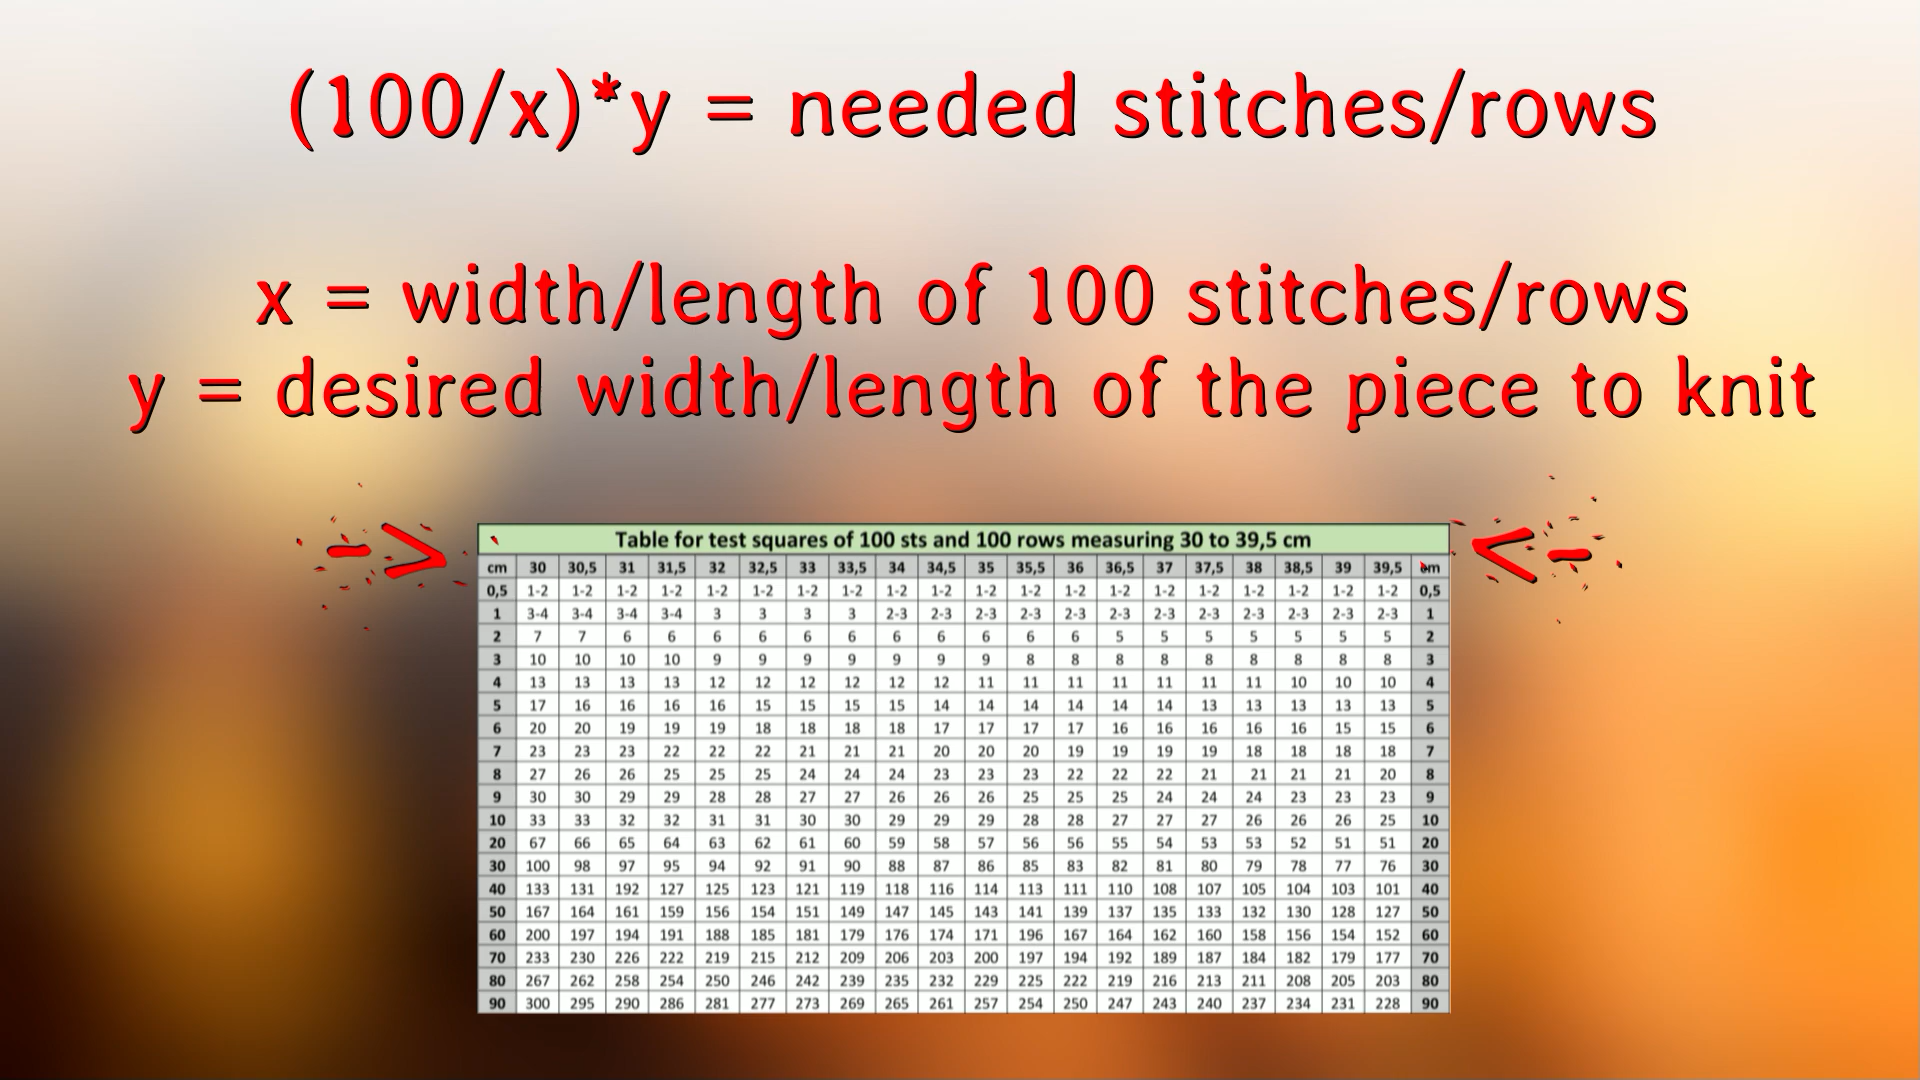 (100/x)*y = needed stitches/rows
x = width/length of 100 stitches/rows
y = desired width/length of the piece to knit
-> <-
Table for test squares of 100 sts and 100 rows measuring 30 to 39,5 cm
cm 30 30,5 31 31,5 32 32,5 33 33,5 34 34,5 35 35,5 36 36,5 37 37,5 38 38,5 39 39,5 cm
0,5 1-2 1-2 1-2 1-2 1-2 1-2 1-2 1-2 1-2 1-2 1-2 1-2 1-2 1-2 1-2 1-2 1-2 1-2 1-2 1-2 0,5
1 3-4 3-4 3-4 3-4 3 3 3 3 2-3 2-3 2-3 2-3 2-3 2-3 2-3 2-3 2-3 2-3 2-3 2-3 1
2 7 7 6 6 6 6 6 6 6 6 6 6 6 5 5 5 5 5 5 5 2
3 10 10 10 10 9 9 9 9 9 9 9 8 8 8 8 8 8 8 8 8 3
4 13 13 13 13 12 12 12 12 12 12 11 11 11 11 11 11 11 10 10 10 4
5 17 16 16 16 16 15 15 15 15 14 14 14 14 14 14 13 13 13 13 13 5
6 20 20 19 19 19 18 18 18 18 17 17 17 17 16 16 16 16 16 15 15 6
7 23 23 23 22 22 22 21 21 21 20 20 20 19 19 19 19 18 18 18 18 7
8 27 26 26 25 25 25 24 24 24 23 23 23 22 22 22 21 21 21 21 20 8
9 30 30 29 29 28 28 27 27 26 26 26 25 25 25 24 24 24 23 23 23 9
10 33 33 32 32 31 31 30 30 29 29 29 28 28 27 27 27 26 26 26 25 10
20 67 66 65 64 63 62 61 60 59 58 57 56 56 55 54 53 53 52 51 51 20
30 100 98 97 95 94 92 91 90 88 87 86 85 83 82 81 80 79 78 77 76 30
40 133 131 192 127 125 123 121 119 118 116 114 113 111 110 108 107 105 104 103 101 40
50 167 164 161 159 156 154 151 149 147 145 143 141 139 137 135 133 132 130 128 127 50
60 200 197 194 191 188 185 181 179 176 174 171 196 167 164 162 160 158 156 154 152 60
70 233 230 226 222 219 215 212 209 206 203 200 197 194 192 189 187 184 182 179 177 70
80 267 262 258 254 250 246 242 239 235 232 229 225 222 219 216 213 211 208 205 203 80
90 300 295 290 286 281 277 273 269 265 261 257 254 250 247 243 240 237 234 231 228 90